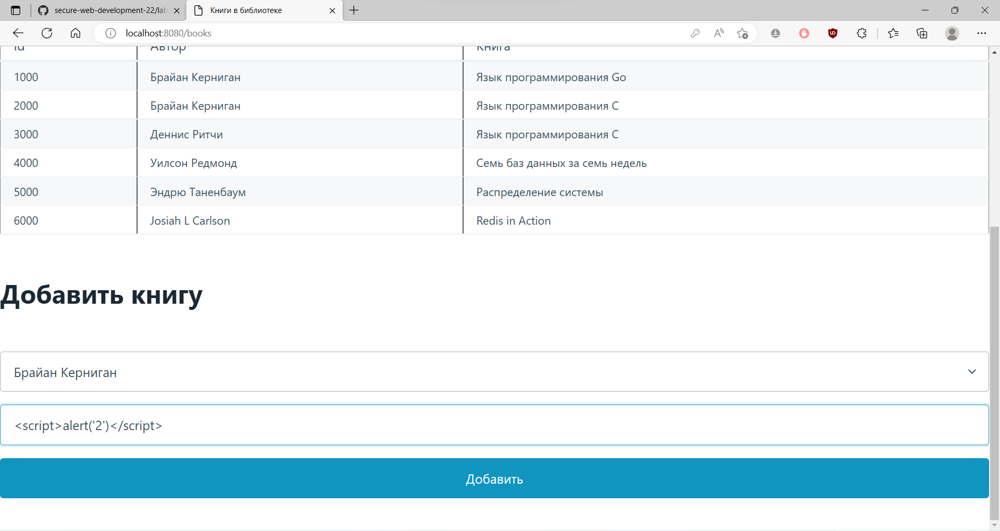 secure-web-development-22/lab
Книги в библиотеке
localhost:8080/books
Id Автор Книга
1000 Брайан Керниган Язык программирования Go
2000 Брайан Керниган Язык программирования C
3000 Деннис Ритчи Язык программирования C
4000 Уилсон Редмонд Семь баз данных за семь недель
5000 Эндрю Таненбаум Распределение системы
6000 Josiah L Carlson Redis in Action
Добавить книгу
Брайан Керниган
<script>alert('2')</script>
Добавить